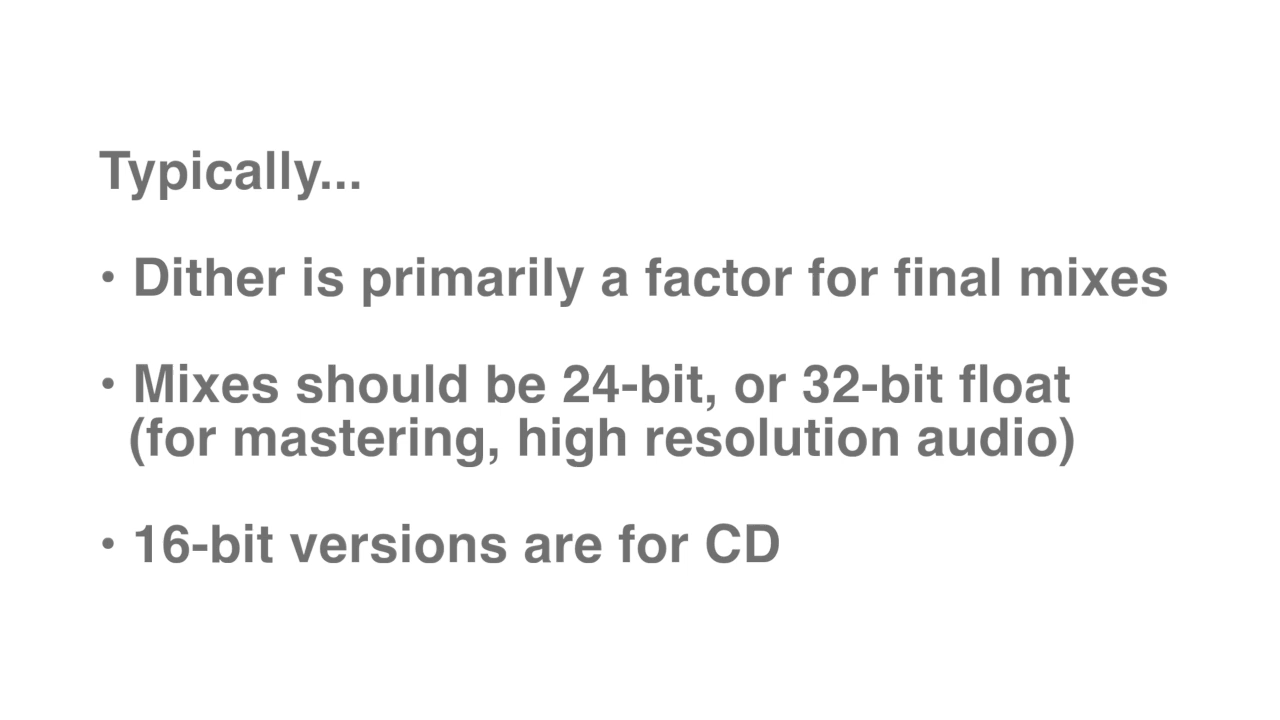 Typically...
• Dither is primarily a factor for final mixes
• Mixes should be 24-bit, or 32-bit float
(for mastering, high resolution audio)
• 16-bit versions are for CD